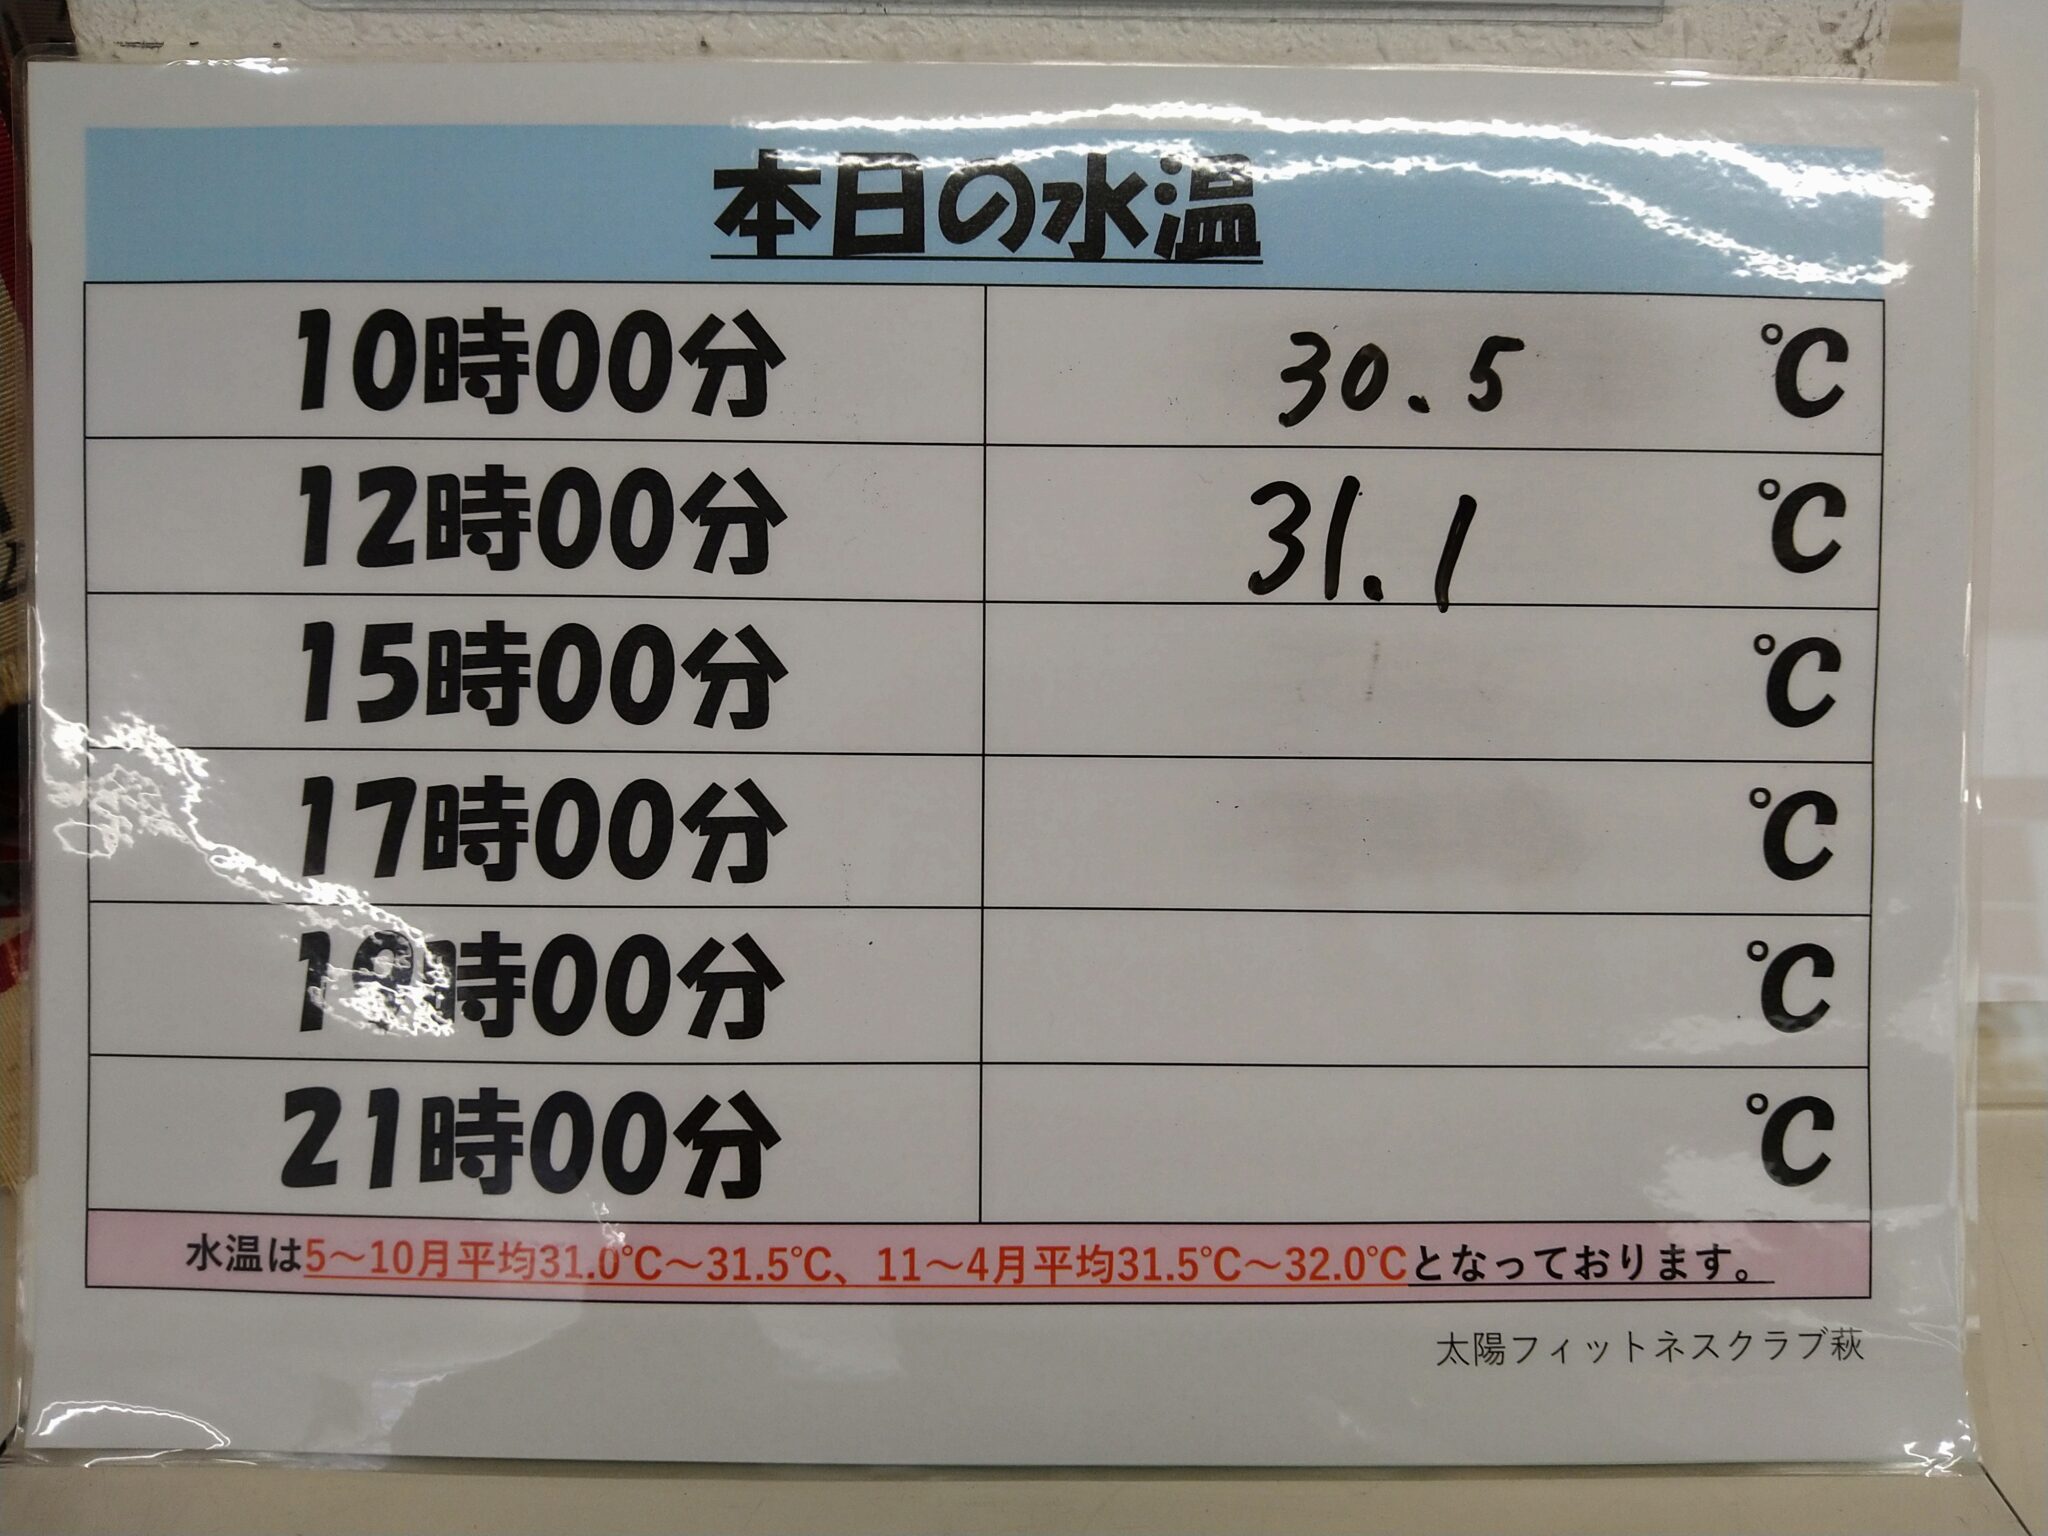 本日の水温
10時00分 30.5 ℃
12時00分 31.1 ℃
15時00分 ℃
17時00分 ℃
19時00分 ℃
21時00分 ℃
水温は5～10月平均31.0℃～31.5℃、11～4月平均31.5℃～32.0℃となっております。
太陽フィットネスクラブ萩